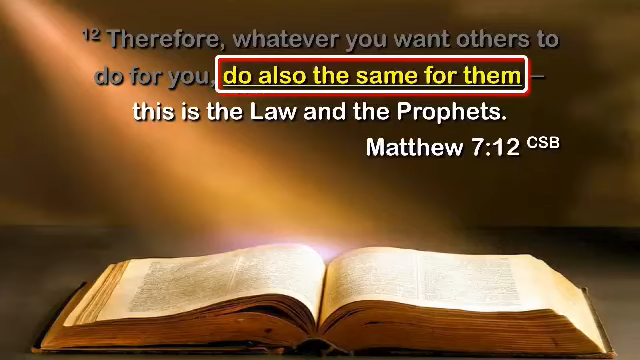 12 Therefore, whatever you want others to
do for you, do also the same for them –
this is the Law and the Prophets.
Matthew 7:12 CSB